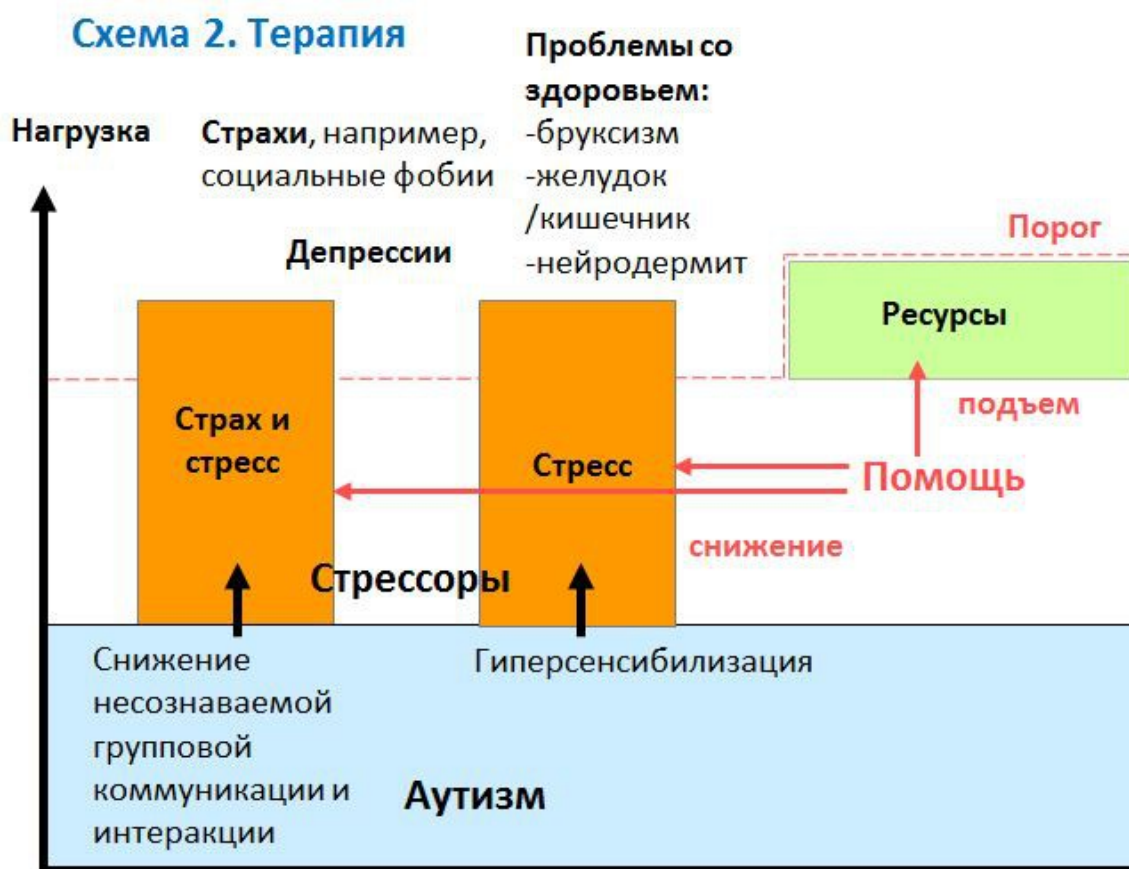 Схема 2. Терапия
Проблемы со
здоровьем:
-бруксизм
-желудок
/кишечник
-нейродермит
Нагрузка
Страхи, например,
социальные фобии
Депрессии
Порог
Ресурсы
подъем
Страх и
стресс
Стресс
Помощь
снижение
Стрессоры
Снижение
несознаваемой
групповой
коммуникации и
интеракции
Гиперсенсибилизация
Аутизм